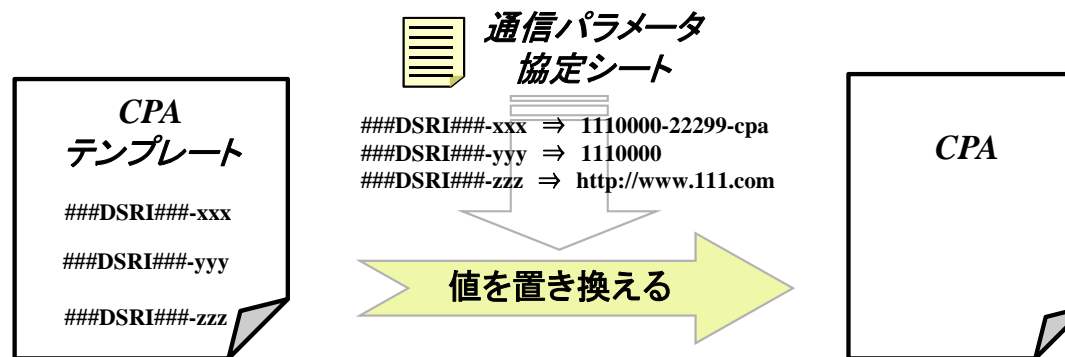 通信パラメータ
協定シート
CPA
テンプレート
###DSRI###-xxx
###DSRI###-yyy
###DSRI###-zzz
###DSRI###-xxx ⇒ 1110000-22299-cpa
###DSRI###-yyy ⇒ 1110000
###DSRI###-zzz ⇒ http://www.111.com
値を置き換える
CPA